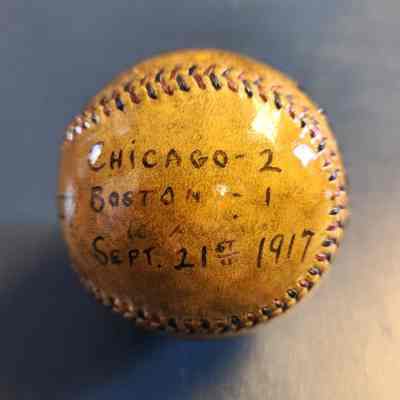 CHICAGO - 2
BOSTON - 1
SEPT. 21ST 1917